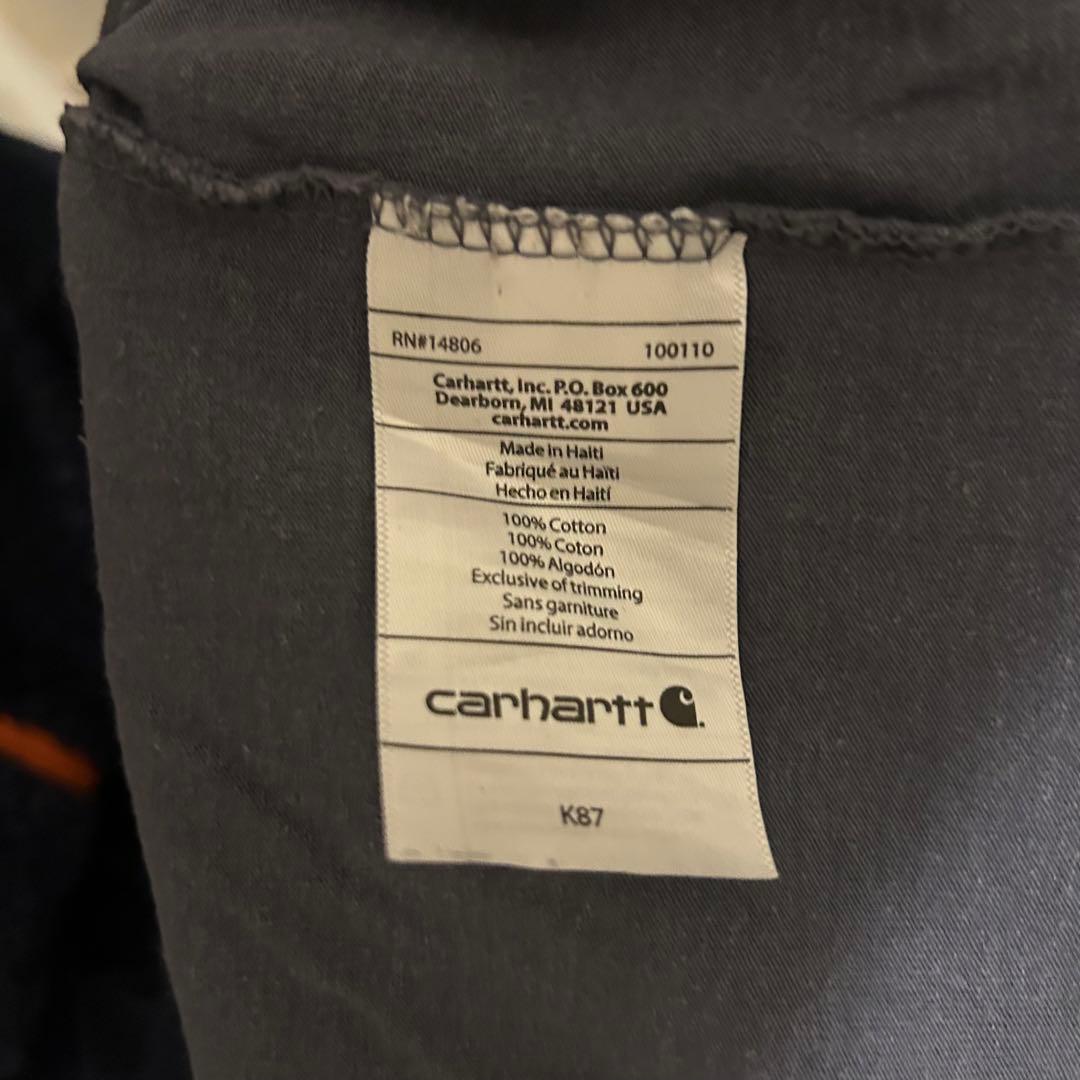 RN#14806 100110
Carhartt, Inc. P.O. Box 600
Dearborn, MI 48121 USA
carhartt.com
Made in Haiti
Fabriqué au Haïti
Hecho en Haití
100% Cotton
100% Coton
100% Algodón
Exclusive of trimming
Sans garniture
Sin incluir adorno
carhartt
K87